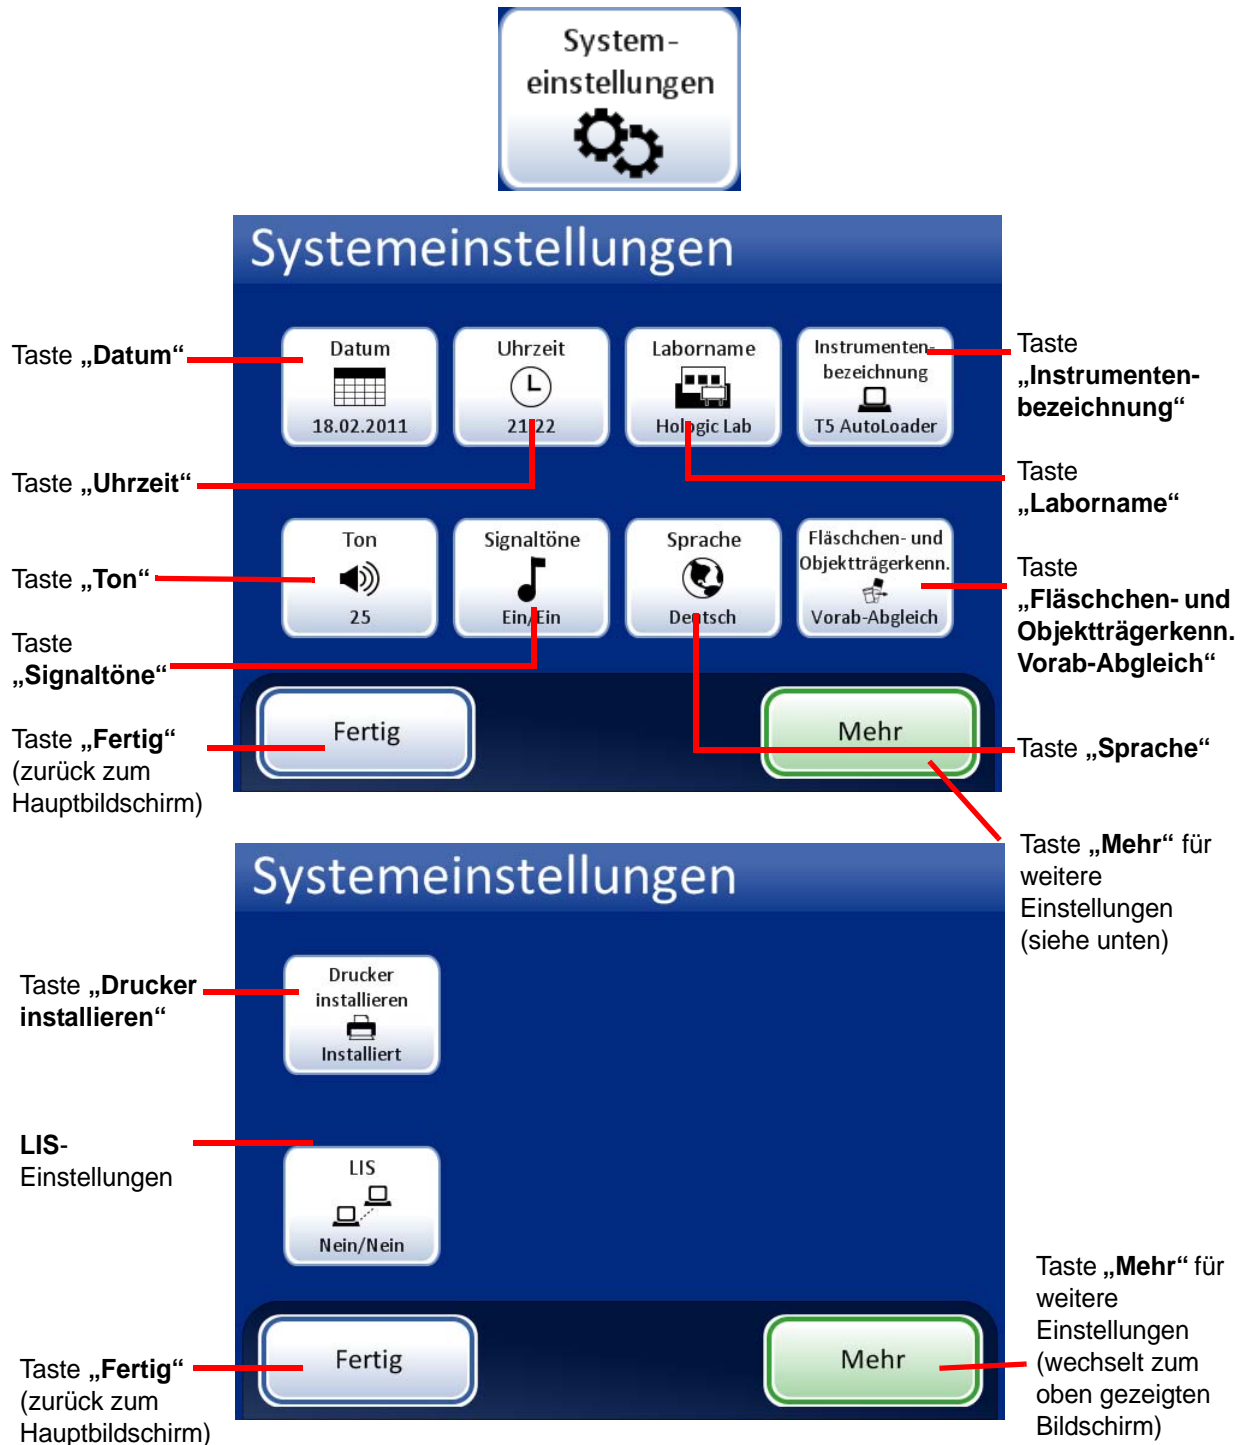 System-
einstellungen
Systemeinstellungen
Taste „Datum“
Datum
18.02.2011
Uhrzeit
21:22
Laborname
Hologic Lab
Instrumenten-
bezeichnung
T5 AutoLoader
Taste
„Instrumenten-
bezeichnung“
Taste „Uhrzeit“
Taste
„Laborname“
Taste „Ton“
Ton
25
Signaltöne
Ein/Ein
Sprache
Deutsch
Fläschchen- und
Objektträgerkenn.
Vorab-Abgleich
Taste
„Fläschchen- und
Objektträgerkenn.
Vorab-Abgleich“
Taste
„Signaltöne“
Taste „Fertig“
(zurück zum
Hauptbildschirm)
Fertig
Mehr
Taste „Sprache“
Taste „Mehr“ für
weitere
Einstellungen
(siehe unten)
Systemeinstellungen
Taste „Drucker
installieren“
Drucker
installieren
Installiert
LIS-
Einstellungen
LIS
Nein/Nein
Taste „Fertig“
(zurück zum
Hauptbildschirm)
Fertig
Mehr
Taste „Mehr“ für
weitere
Einstellungen
(wechselt zum
oben gezeigten
Bildschirm)